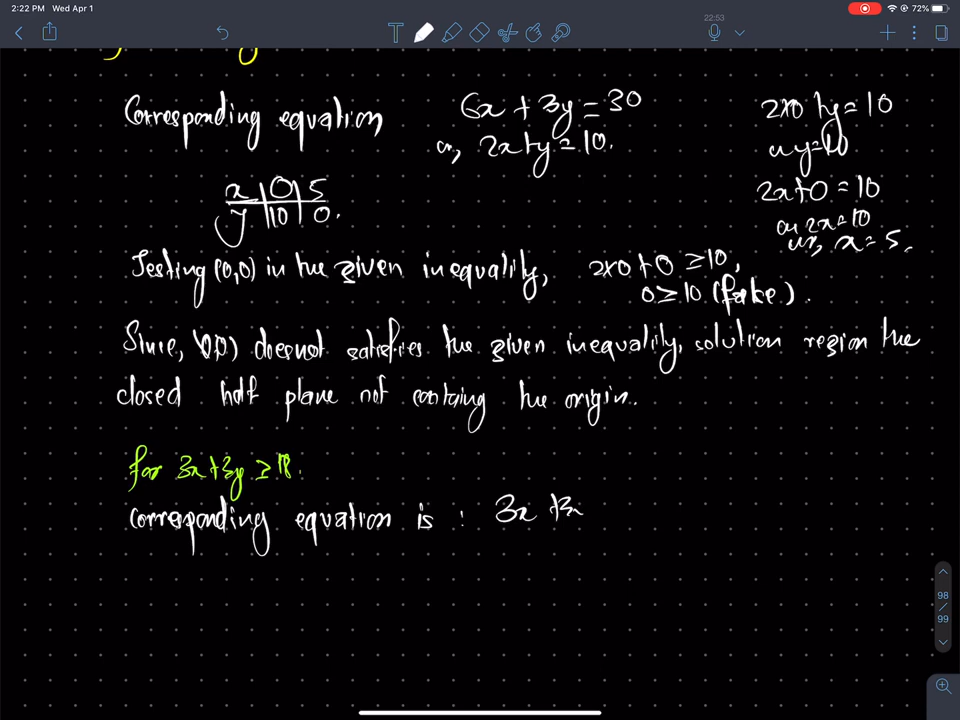 2:22 PM Wed Apr 1
72%
22:53
Corresponding equation
6x + 3y = 30
or, 2x+y = 10.
2x0 +y = 10
or y=10
2x+0 = 10
or 2x=10
or, x = 5.
x 0 5
y 10 0.
Testing (0,0) in the given inequality, 2x0 + 0 ≥ 10,
0 ≥ 10 (false).
Since, (0,0) doesnot satisfies the given inequality, solution region the
closed half plane not containg the origin.
for 3x+3y ≥ 18.
corresponding equation is : 3x +3x
98
99